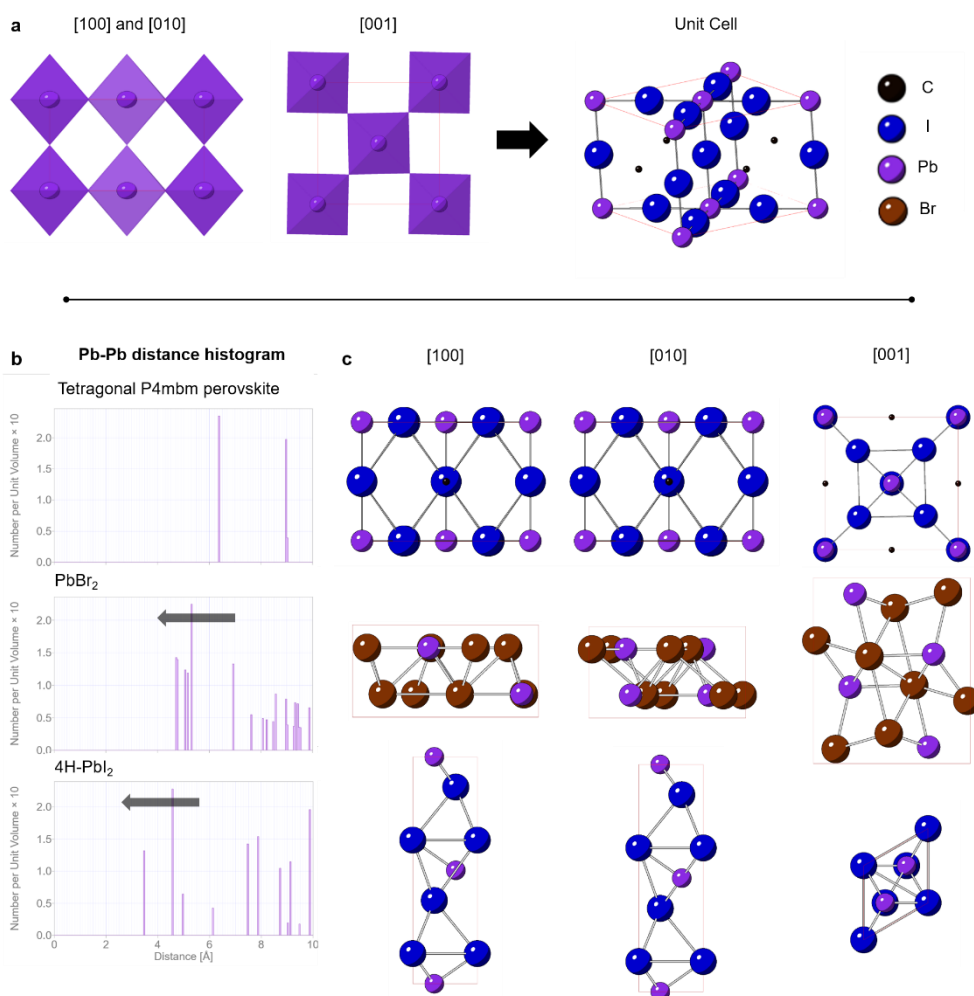 a
[100] and [010]
[001]
Unit Cell
C
I
Pb
Br
b
Pb-Pb distance histogram
Tetragonal P4mbm perovskite
Number per Unit Volume × 10
2.0
1.5
1.0
0.5
0.0
PbBr2
Number per Unit Volume × 10
2.0
1.5
1.0
0.5
0.0
4H-PbI2
Number per Unit Volume × 10
2.0
1.5
1.0
0.5
0.0
0 2 4 6 8 10
Distance [Å]
c
[100]
[010]
[001]